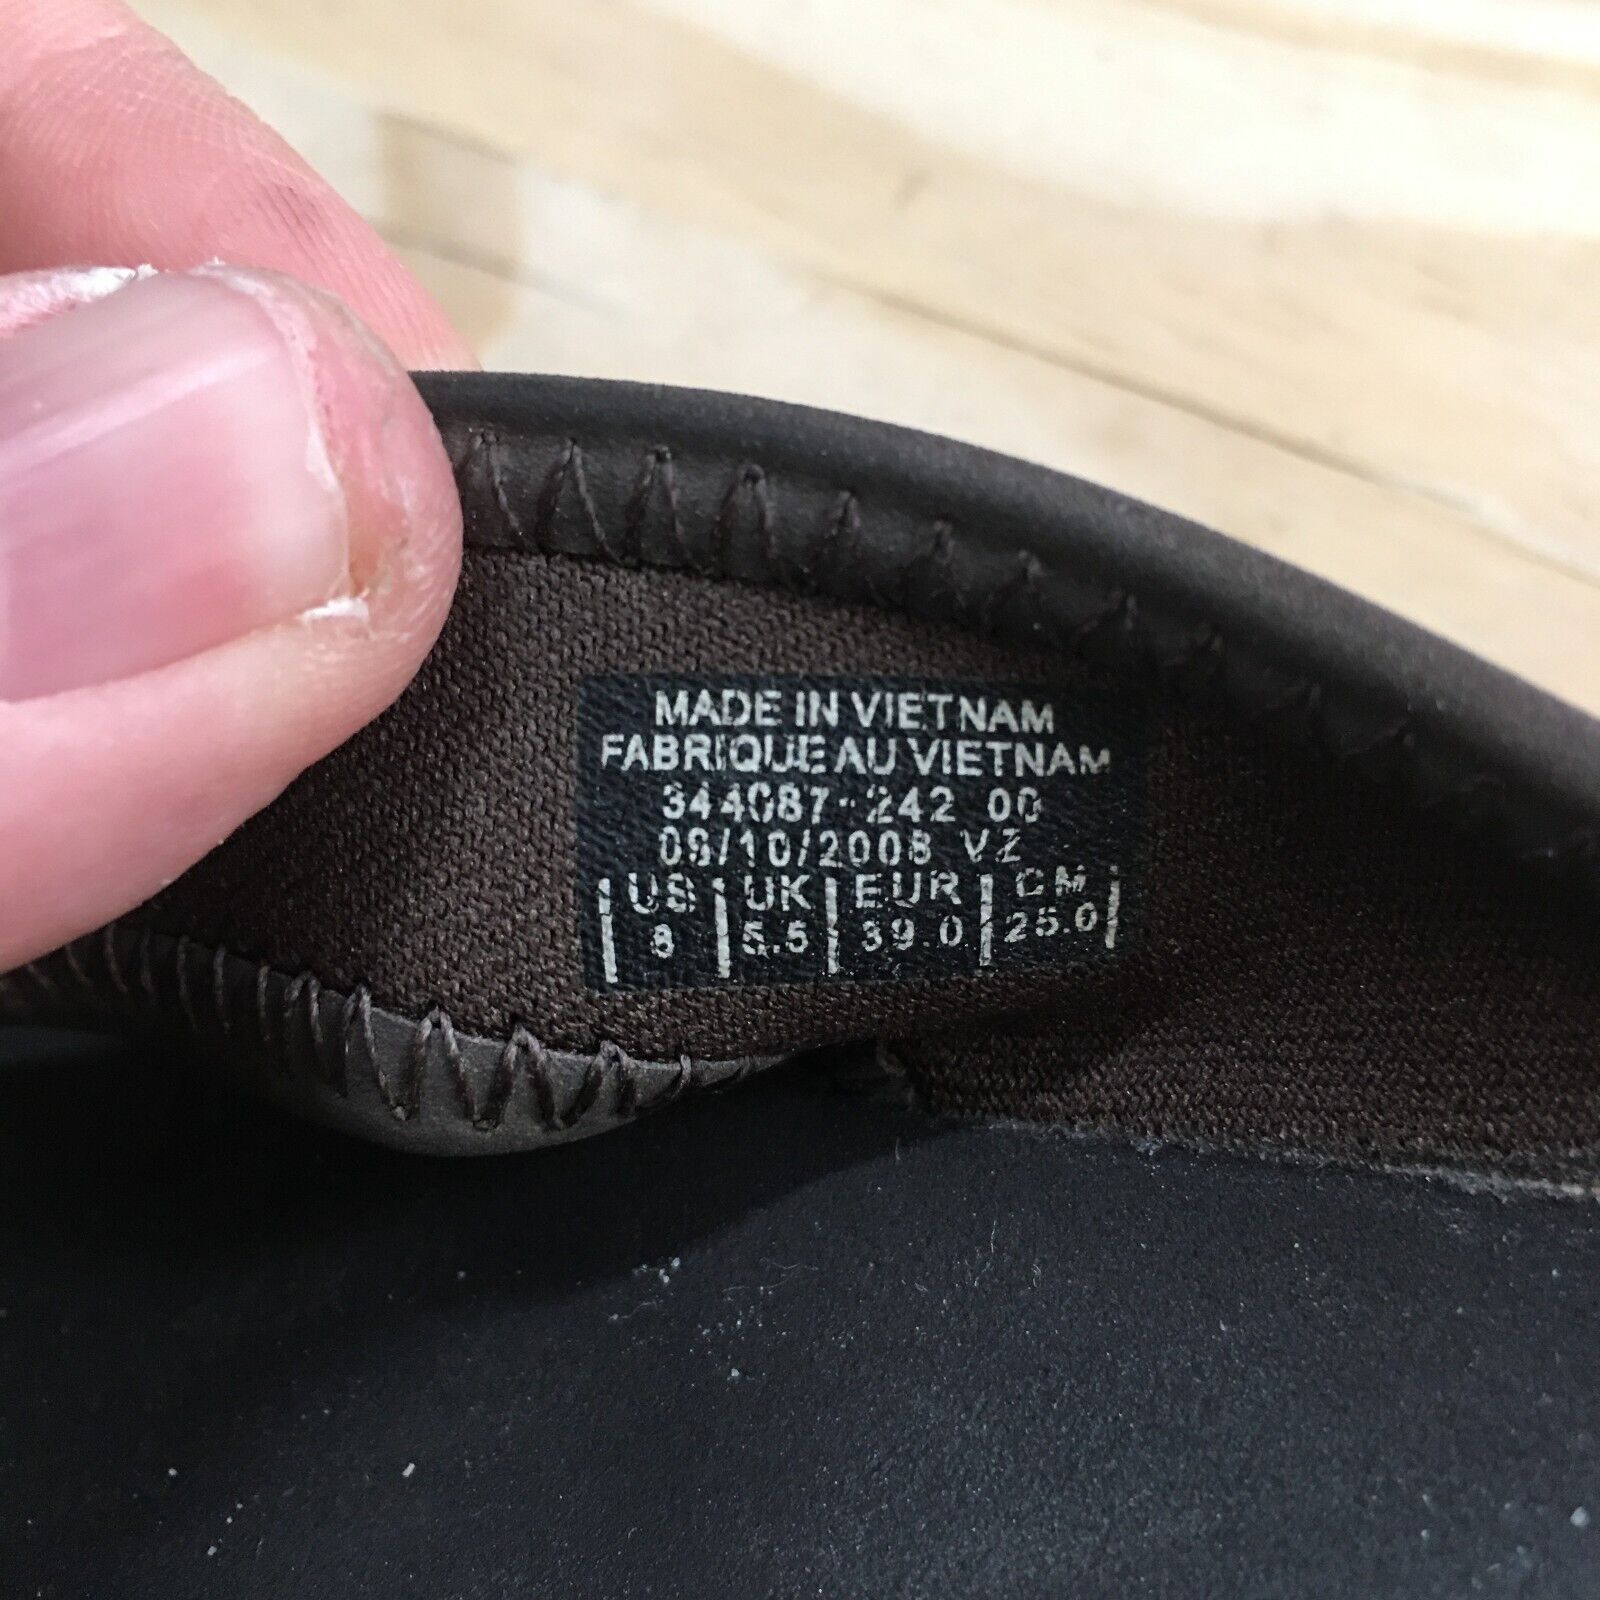 MADE IN VIETNAM
FABRIQUE AU VIETNAM
344087-242 00
09/10/2008 VZ
US UK EUR CM
8 5.5 39.0 25.0